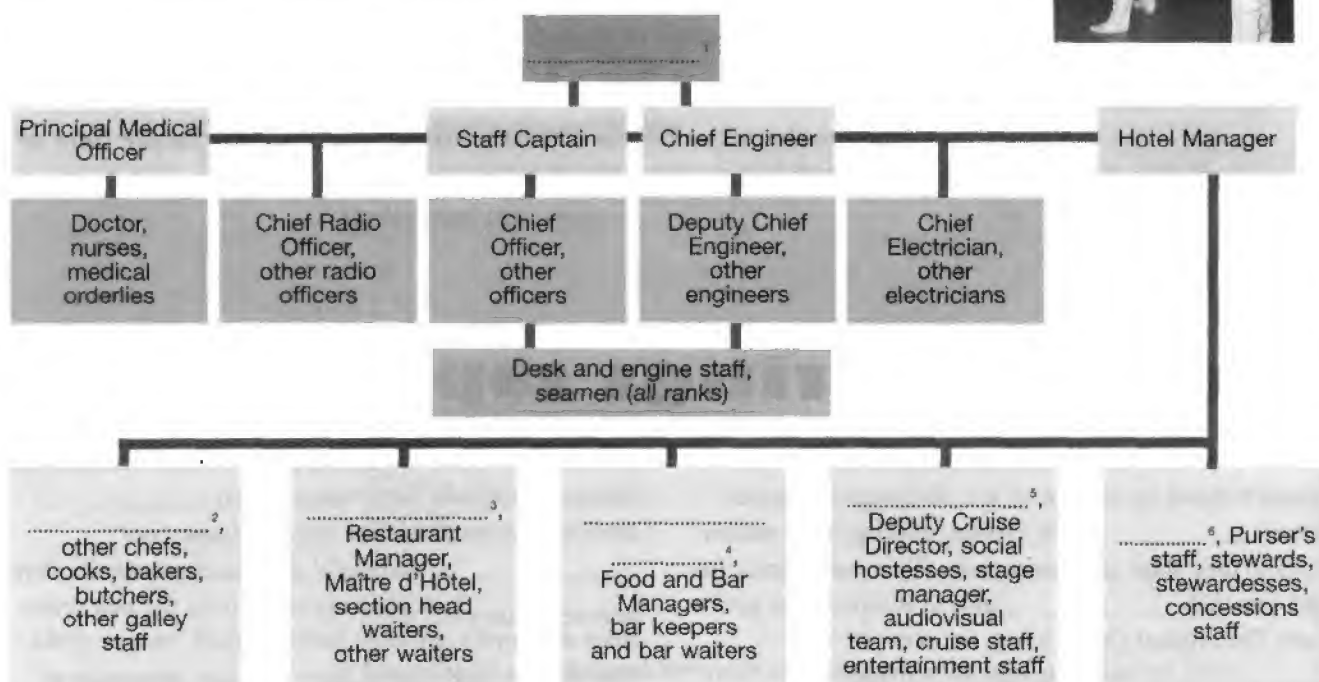 1
Principal Medical
Officer
Staff Captain
Chief Engineer
Hotel Manager
Doctor,
nurses,
medical
orderlies
Chief Radio
Officer,
other radio
officers
Chief
Officer,
other
officers
Deputy Chief
Engineer,
other
engineers
Chief
Electrician,
other
electricians
Desk and engine staff,
seamen (all ranks)
2,
other chefs,
cooks, bakers,
butchers,
other galley
staff
3,
Restaurant
Manager,
Maître d'Hôtel,
section head
waiters,
other waiters
4,
Food and Bar
Managers,
bar keepers
and bar waiters
5,
Deputy Cruise
Director, social
hostesses, stage
manager,
audiovisual
team, cruise staff,
entertainment staff
6, Purser's
staff, stewards,
stewardesses,
concessions
staff